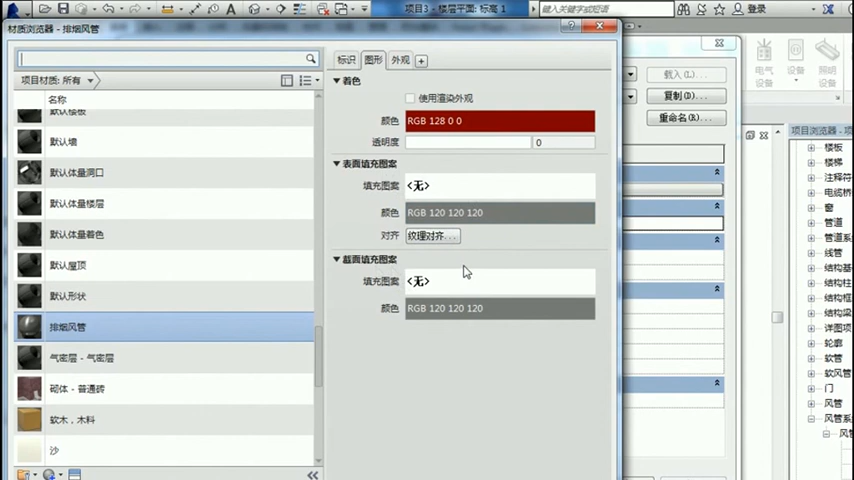 项目3 - 楼层平面: 标高 1
键入关键字或短语
登录
材质浏览器 - 排烟风管
项目材质: 所有
名称
默认楼板
默认墙
默认体量洞口
默认体量楼层
默认体量着色
默认屋顶
默认形状
排烟风管
气密层 - 气密层
砌体 - 普通砖
软木，木料
沙
标识
图形
外观
着色
使用渲染外观
颜色
RGB 128 0 0
透明度
0
表面填充图案
填充图案
<无>
颜色
RGB 120 120 120
对齐
纹理对齐...
截面填充图案
填充图案
<无>
颜色
RGB 120 120 120
载入(L)...
复制(D)...
重命名(R)...
电气
设备
设备
照明
设备
项目浏览器 - 项目
楼板
楼梯
注释符
电缆桥
窗
管道
管道系
线管
结构基
结构柱
结构框
结构梁
详图项
轮廓
软管
软风管
门
风管
风管系
风管